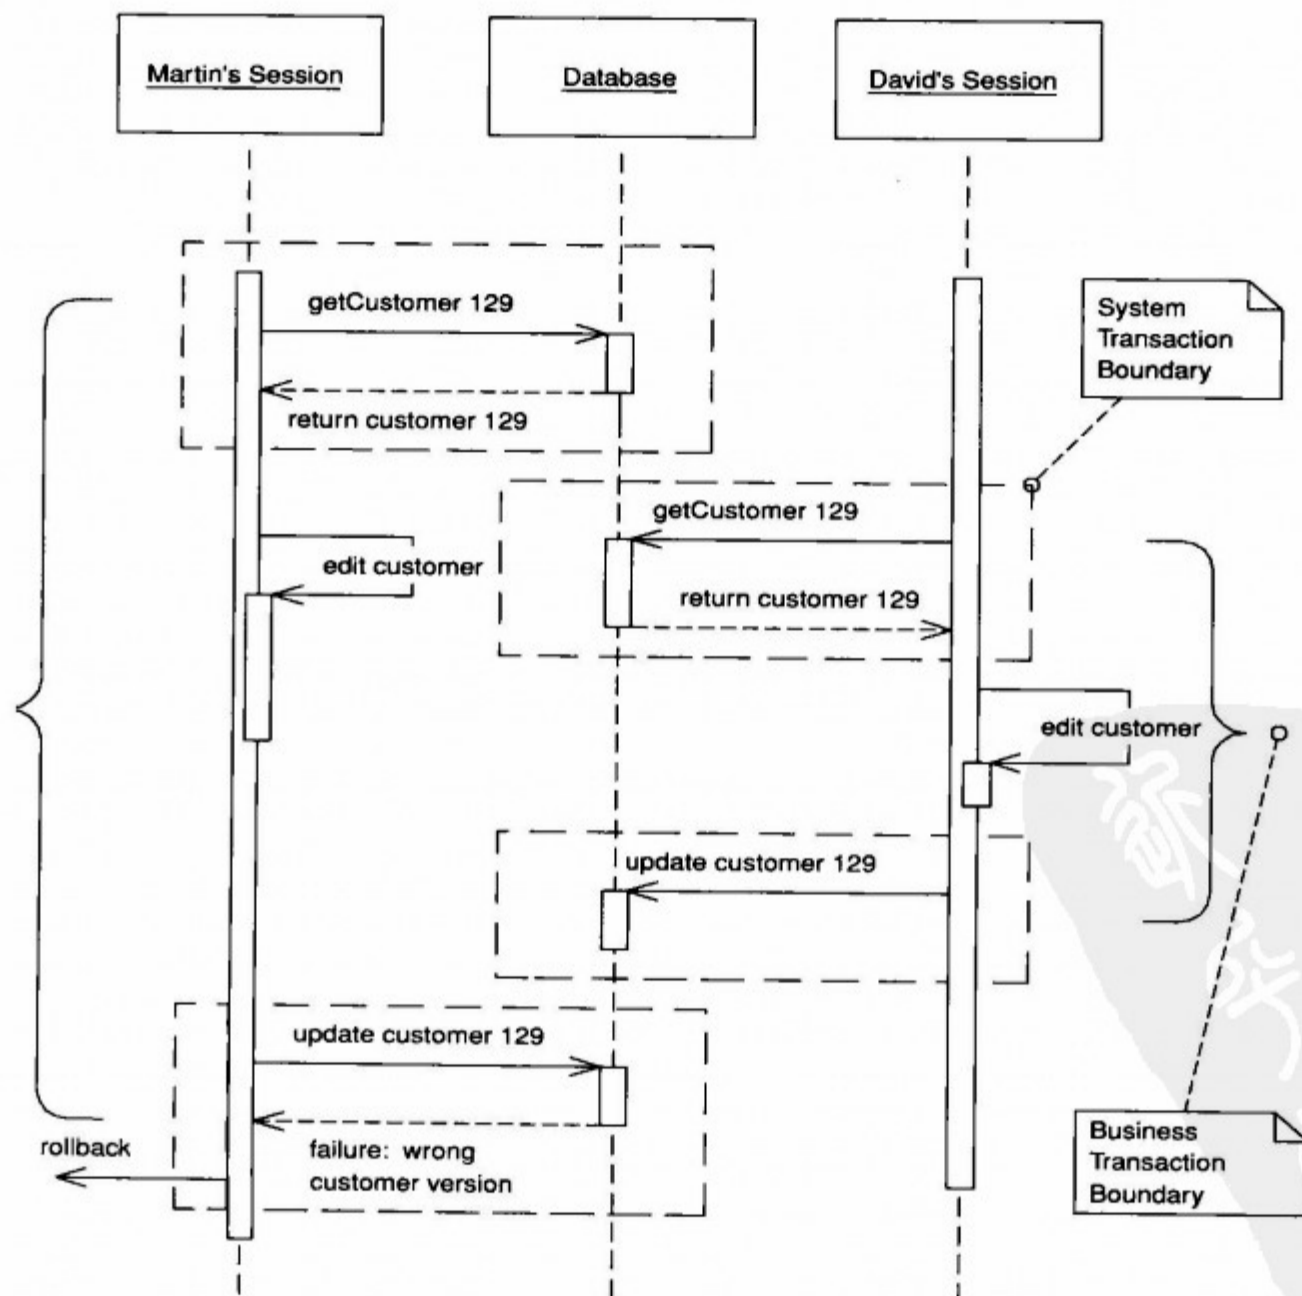 Martin's Session
Database
David's Session
getCustomer 129
System
Transaction
Boundary
return customer 129
getCustomer 129
edit customer
return customer 129
edit customer
update customer 129
update customer 129
Business
Transaction
Boundary
rollback
failure: wrong
customer version